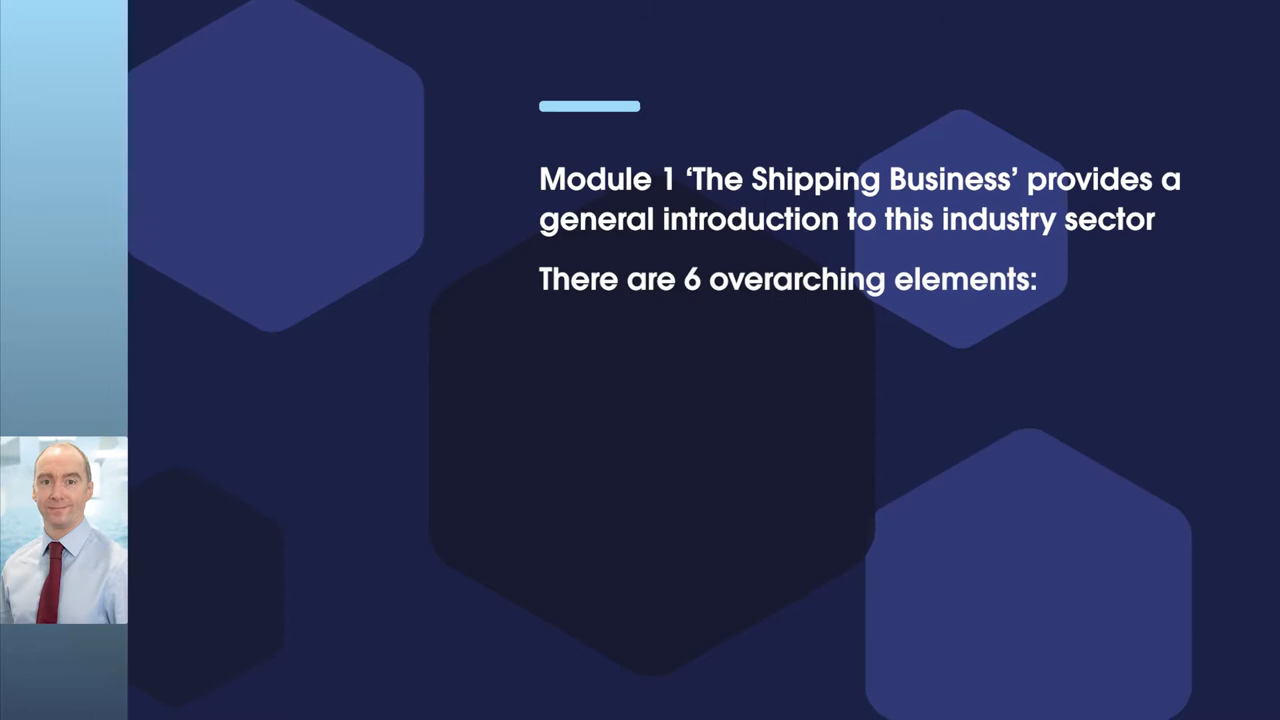 Module 1 ‘The Shipping Business’ provides a
general introduction to this industry sector
There are 6 overarching elements: